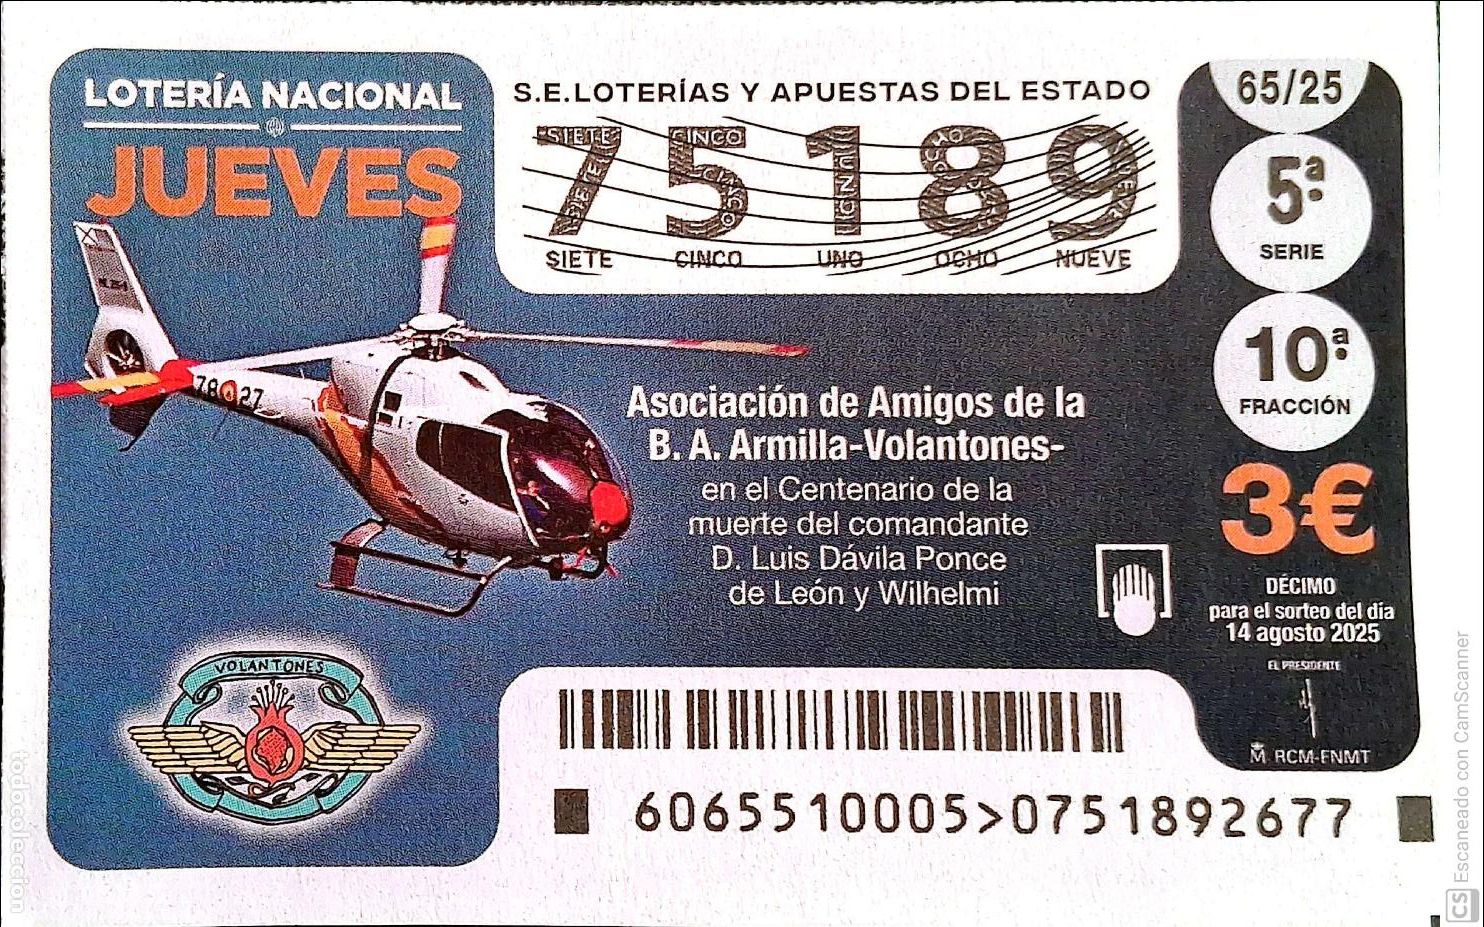 LOTERÍA NACIONAL
JUEVES
S.E.LOTERÍAS Y APUESTAS DEL ESTADO
75189
SIETE CINCO UNO OCHO NUEVE
65/25
5ª
SERIE
10ª
FRACCIÓN
3€
DÉCIMO
para el sorteo del día
14 agosto 2025
EL PRESIDENTE
RCM-FNMT
78 27
Asociación de Amigos de la
B. A. Armilla-Volantones-
en el Centenario de la
muerte del comandante
D. Luis Dávila Ponce
de León y Wilhelmi
VOLANTONES
6065510005>0751892677
todocoleccion
CS Escaneado con CamScanner